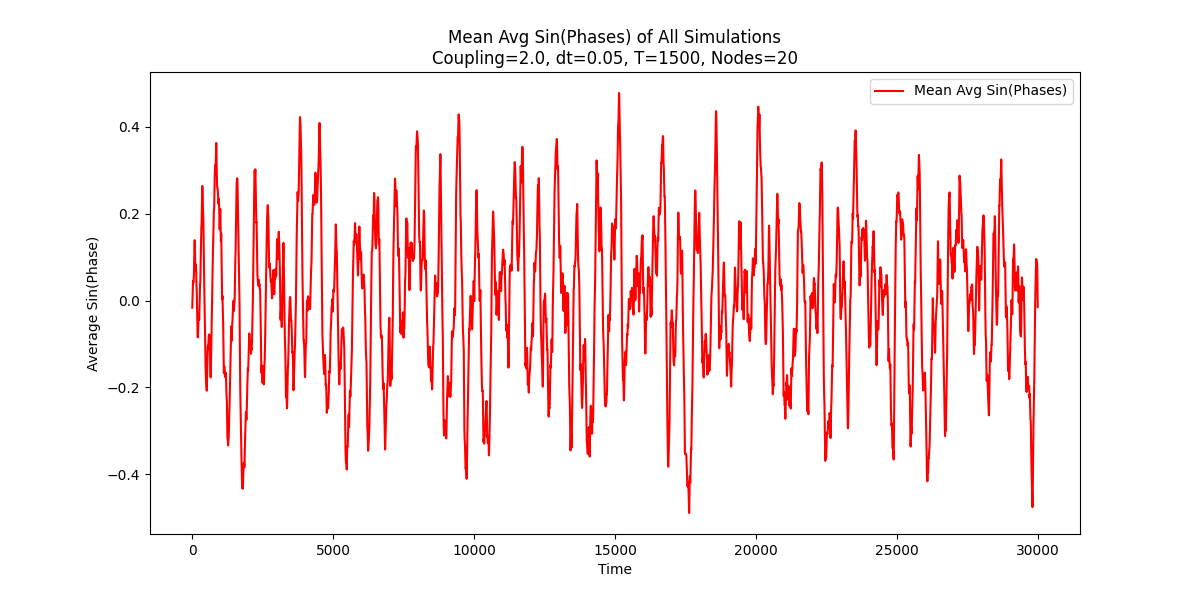 Mean Avg Sin(Phases) of All Simulations
Coupling=2.0, dt=0.05, T=1500, Nodes=20
Mean Avg Sin(Phases)
Average Sin(Phase)
0.4
0.2
0.0
−0.2
−0.4
0 5000 10000 15000 20000 25000 30000
Time